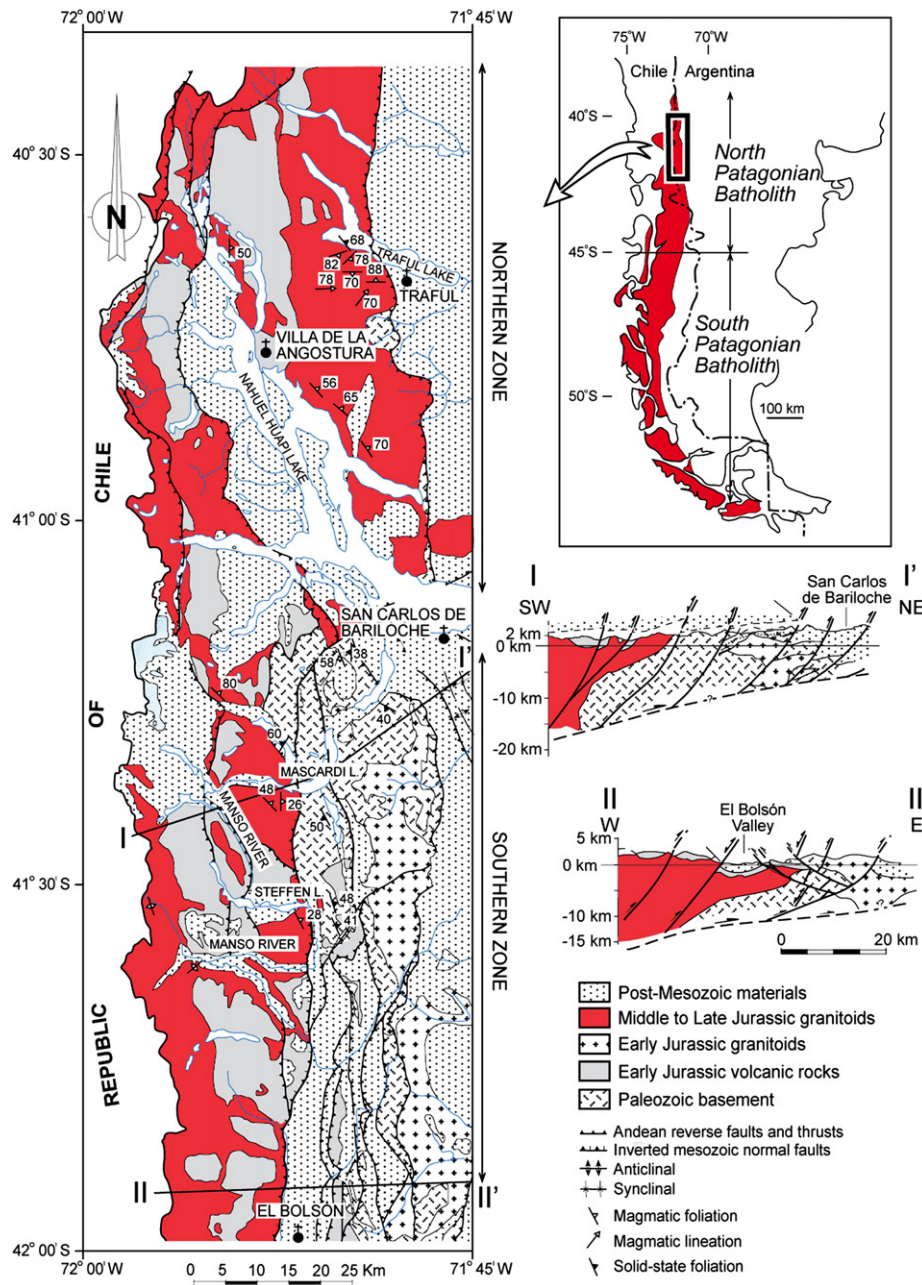 72° 00' W
71° 45' W
40° 30' S
N
50
68
82
78
88
78
70
70
TRAFUL LAKE
TRAFUL
VILLA DE LA
ANGOSTURA
NAHUEL HUAPI LAKE
56
65
70
NORTHERN ZONE
CHILE
41° 00' S
SAN CARLOS DE
BARILOCHE
I'
58
38
80
40
60
MASCARDI L.
48
26
50
OF
I
MANSO RIVER
41° 30' S
STEFFEN L.
48
28
41
MANSO RIVER
SOUTHERN ZONE
REPUBLIC
II
II'
EL BOLSÓN
42° 00' S
72° 00' W
71° 45' W
0 5 10 15 20 25 Km
75°W
70°W
Chile
Argentina
40°S
North
Patagonian
Batholith
45°S
South
Patagonian
Batholith
50°S
100 km
I
SW
San Carlos
de Bariloche
I'
NE
2 km
0 km
-10 km
-20 km
?
II
W
El Bolsón
Valley
II'
E
5 km
0 km
-10 km
-15 km
?
0 20 km
Post-Mesozoic materials
Middle to Late Jurassic granitoids
Early Jurassic granitoids
Early Jurassic volcanic rocks
Paleozoic basement
Andean reverse faults and thrusts
Inverted mesozoic normal faults
Anticlinal
Synclinal
Magmatic foliation
Magmatic lineation
Solid-state foliation